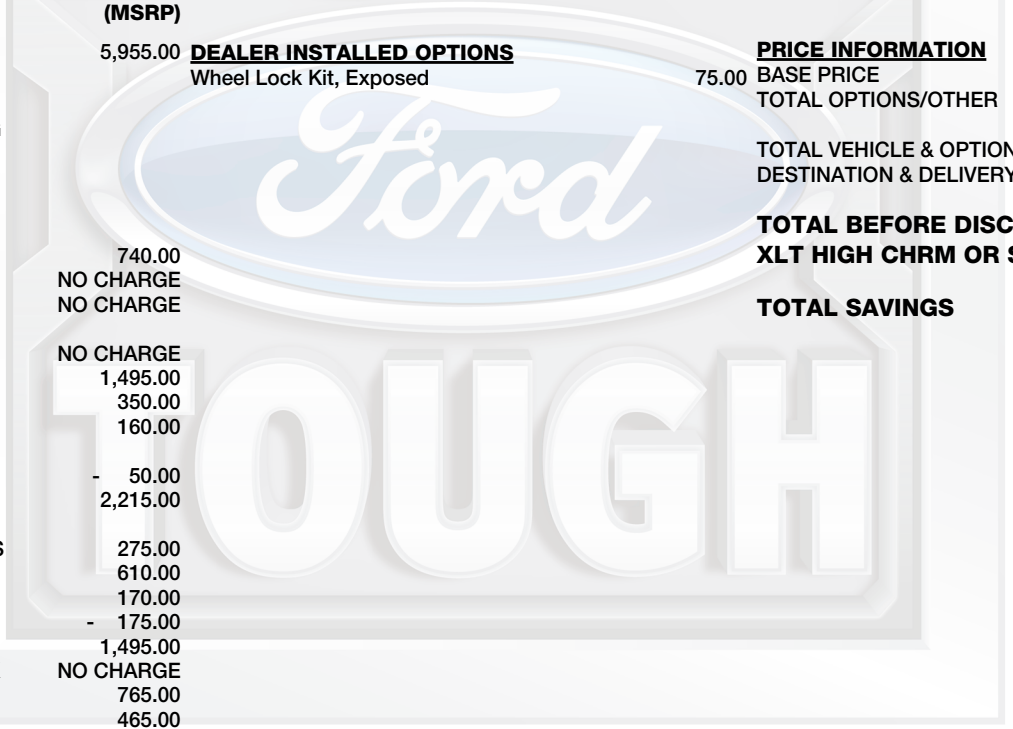 (MSRP)
5,955.00 DEALER INSTALLED OPTIONS
Wheel Lock Kit, Exposed 75.00
740.00
NO CHARGE
NO CHARGE
NO CHARGE
1,495.00
350.00
160.00
- 50.00
2,215.00
S 275.00
610.00
170.00
- 175.00
1,495.00
NO CHARGE
765.00
465.00
PRICE INFORMATION
BASE PRICE
TOTAL OPTIONS/OTHER
TOTAL VEHICLE & OPTION
DESTINATION & DELIVERY
TOTAL BEFORE DISC
XLT HIGH CHRM OR S
TOTAL SAVINGS
Ford
TOUGH